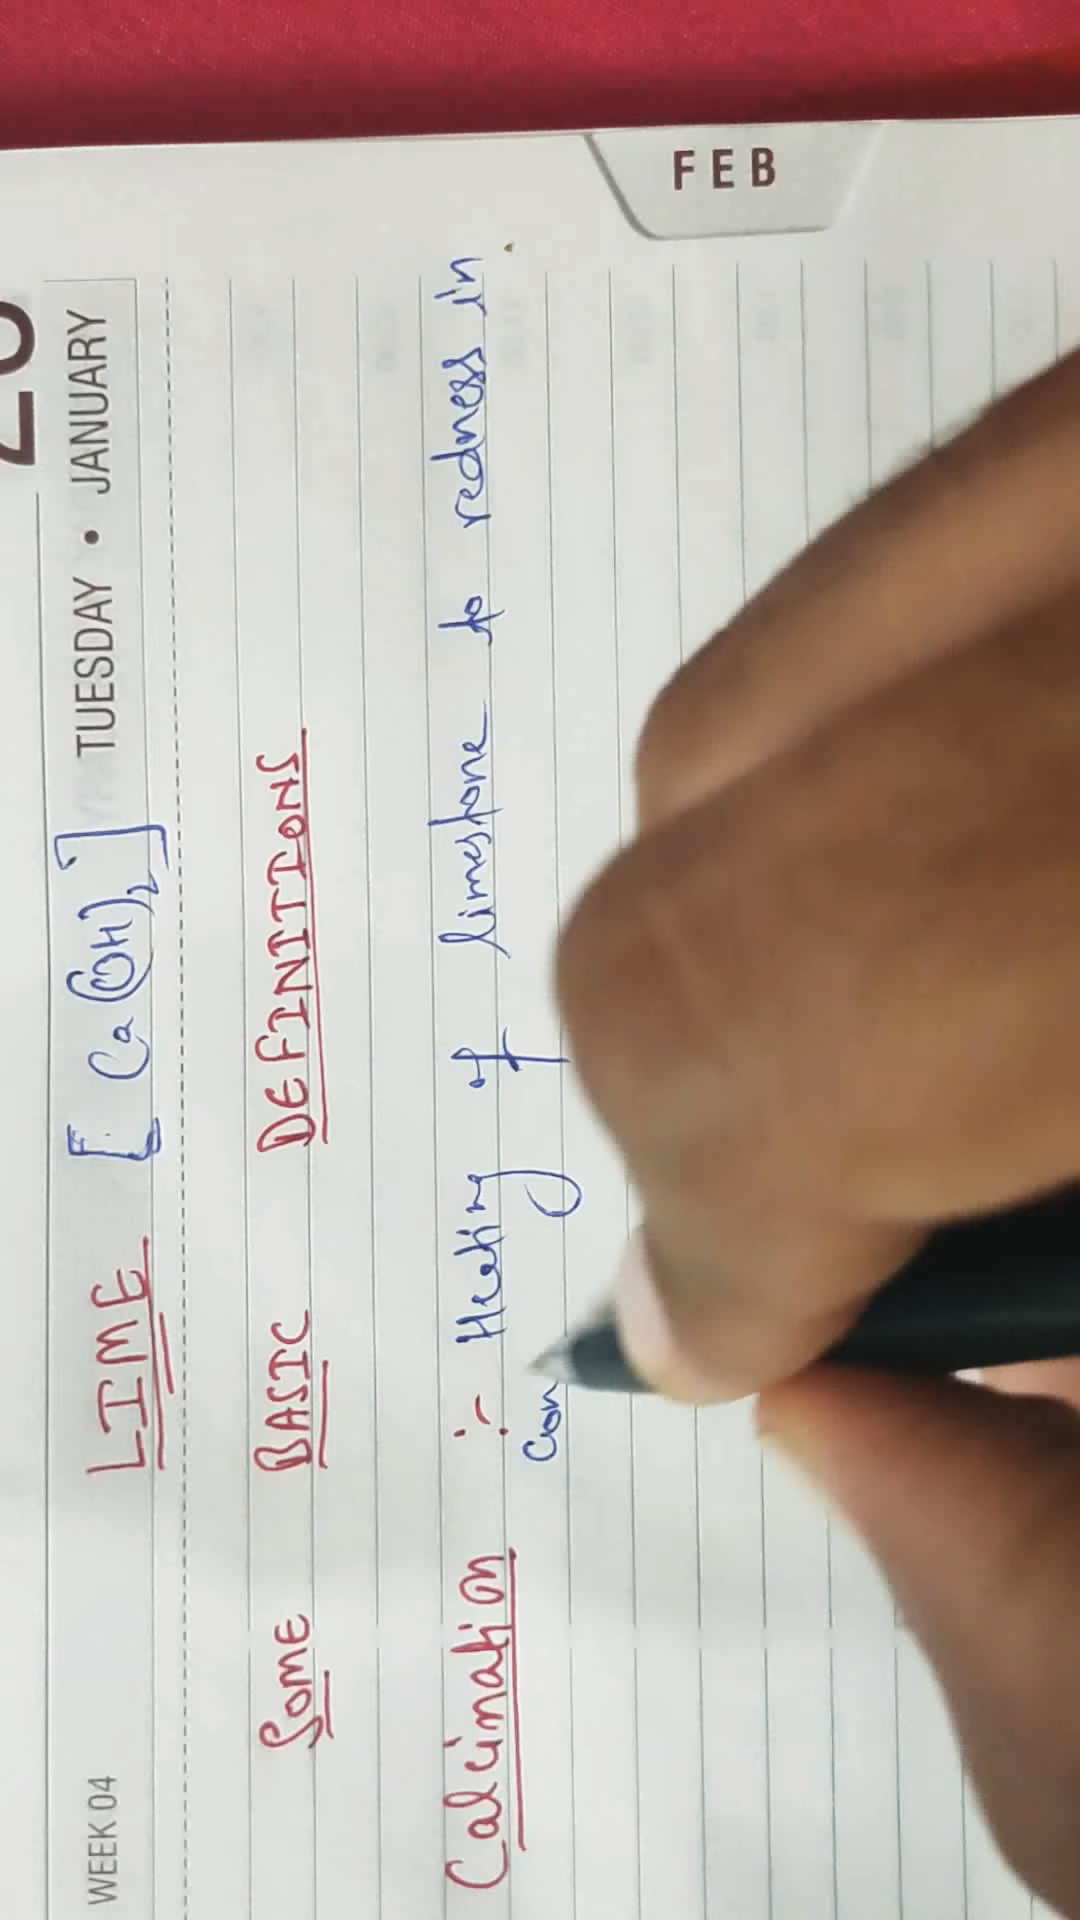 FEB
WEEK 04 TUESDAY • JANUARY
LIME [Ca(OH)2]
SOME BASIC DEFINITIONS
Calcination :- Heating of limestone to redness in
con